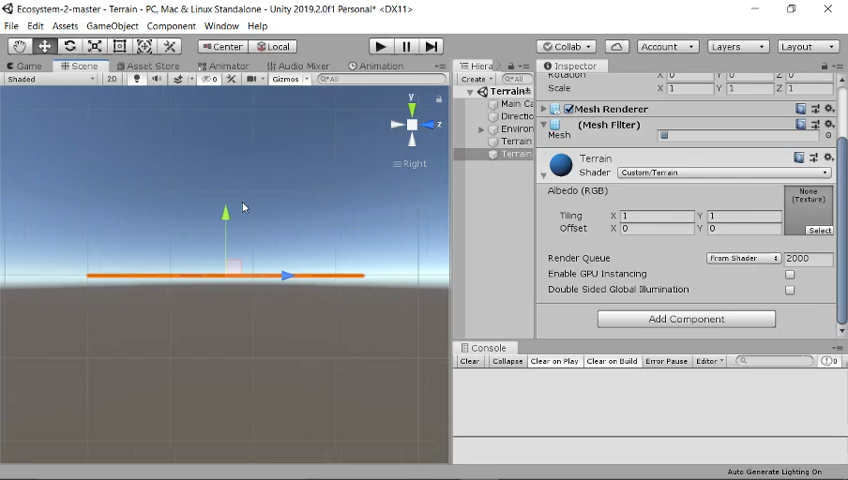 Ecosystem-2-master - Terrain - PC, Mac & Linux Standalone - Unity 2019.2.0f1 Personal* <DX11>
File Edit Assets GameObject Component Window Help
Center Local Collab Account Layers Layout
Game Scene Asset Store Animator Audio Mixer Animation
Shaded 2D 0 Gizmos All
y
z
Right
Hiera
Create All
Terrain*
Main Ca
Directio
Environ
Terrain
Terrain
Inspector
Rotation X 0 Y 0 Z 0
Scale X 1 Y 1 Z 1
Mesh Renderer
(Mesh Filter)
Mesh
Terrain
Shader Custom/Terrain
Albedo (RGB)
None
(Texture)
Tiling X 1 Y 1
Offset X 0 Y 0
Select
Render Queue From Shader 2000
Enable GPU Instancing
Double Sided Global Illumination
Add Component
Console
Clear Collapse Clear on Play Clear on Build Error Pause Editor 0
Auto Generate Lighting On